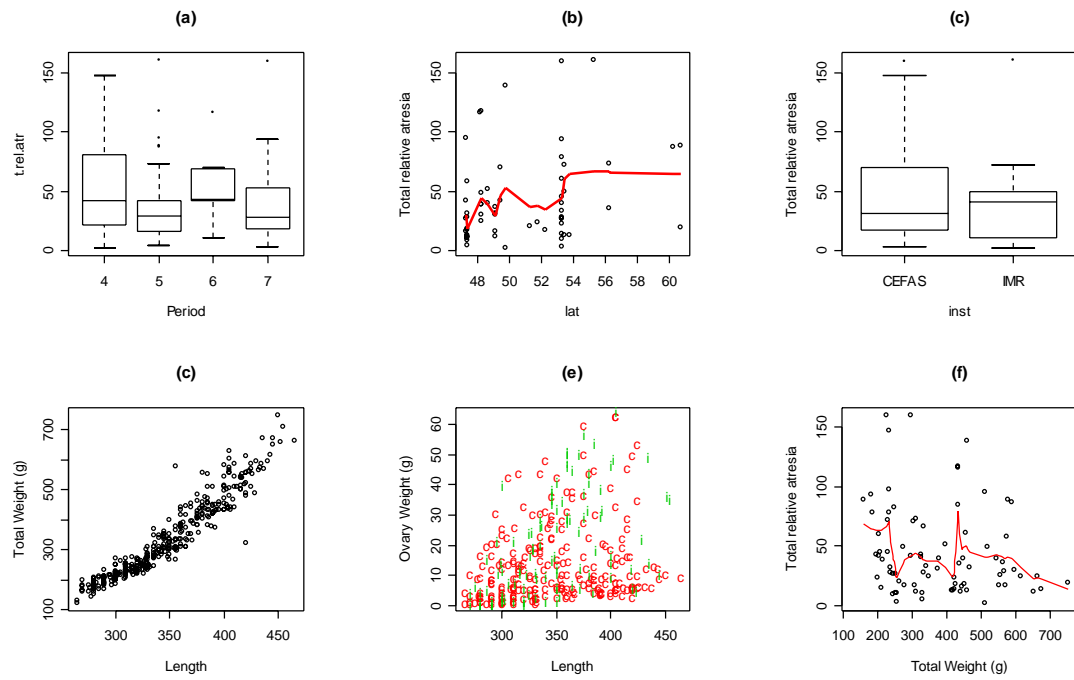 (a)
t.rel.atr
150
100
50
0
4 5 6 7
Period
(b)
Total relative atresia
150
100
50
0
48 50 52 54 56 58 60
lat
(c)
Total relative atresia
150
100
50
0
CEFAS IMR
inst
(c)
Total Weight (g)
700
500
300
100
300 350 400 450
Length
(e)
Ovary Weight (g)
60
50
40
30
20
10
0
300 350 400 450
Length
(f)
Total relative atresia
150
100
50
0
100 200 300 400 500 600 700
Total Weight (g)